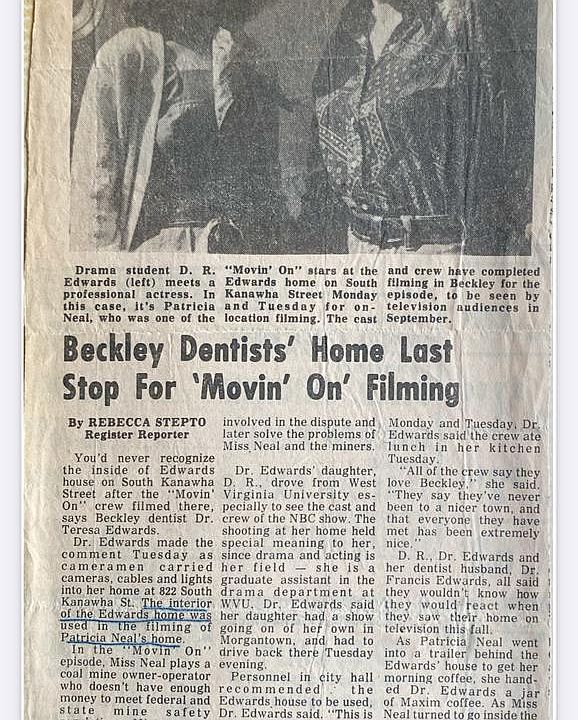 Drama student D. R.
Edwards (left) meets a
professional actress. In
this case, it's Patricia
Neal, who was one of the
"Movin' On" stars at the
Edwards home on South
Kanawha Street Monday
and Tuesday for on-
location filming. The cast
and crew have completed
filming in Beckley for the
episode, to be seen by
television audiences in
September.
Beckley Dentists' Home Last
Stop For 'Movin' On' Filming
By REBECCA STEPTO
Register Reporter
You'd never recognize
the inside of Edwards
house on South Kanawha
Street after the "Movin'
On" crew filmed there,
says Beckley dentist Dr.
Teresa Edwards.
Dr. Edwards made the
comment Tuesday as
cameramen carried
cameras, cables and lights
into her home at 822 South
Kanawha St. The interior
of the Edwards home was
used in the filming of
Patricia Neal's home.
In the "Movin' On"
episode, Miss Neal plays a
coal mine owner-operator
who doesn't have enough
money to meet federal and
state mine safety
involved in the dispute and
later solve the problems of
Miss Neal and the miners.
Dr. Edwards' daughter,
D. R., drove from West
Virginia University es-
pecially to see the cast and
crew of the NBC show. The
shooting at her home held
special meaning to her,
since drama and acting is
her field — she is a
graduate assistant in the
drama department at
WVU. Dr. Edwards said
her daughter had a show
going on of her own in
Morgantown, and had to
drive back there Tuesday
evening.
Personnel in city hall
recommended the
Edwards house to be used,
Dr. Edwards said. "This is
Monday and Tuesday, Dr.
Edwards said the crew ate
lunch in her kitchen
Tuesday.
"All of the crew say they
love Beckley," she said.
"They say they've never
been to a nicer town, and
that everyone they have
met has been extremely
nice."
D. R., Dr. Edwards and
her dentist husband, Dr.
Francis Edwards, all said
they wouldn't know how
they would react when
they saw their home on
television this fall.
As Patricia Neal went
into a trailer behind the
Edwards' house to get her
morning coffee, she hand-
ed Dr. Edwards a jar
of Maxim coffee. As Miss
Neal turned to go inside the